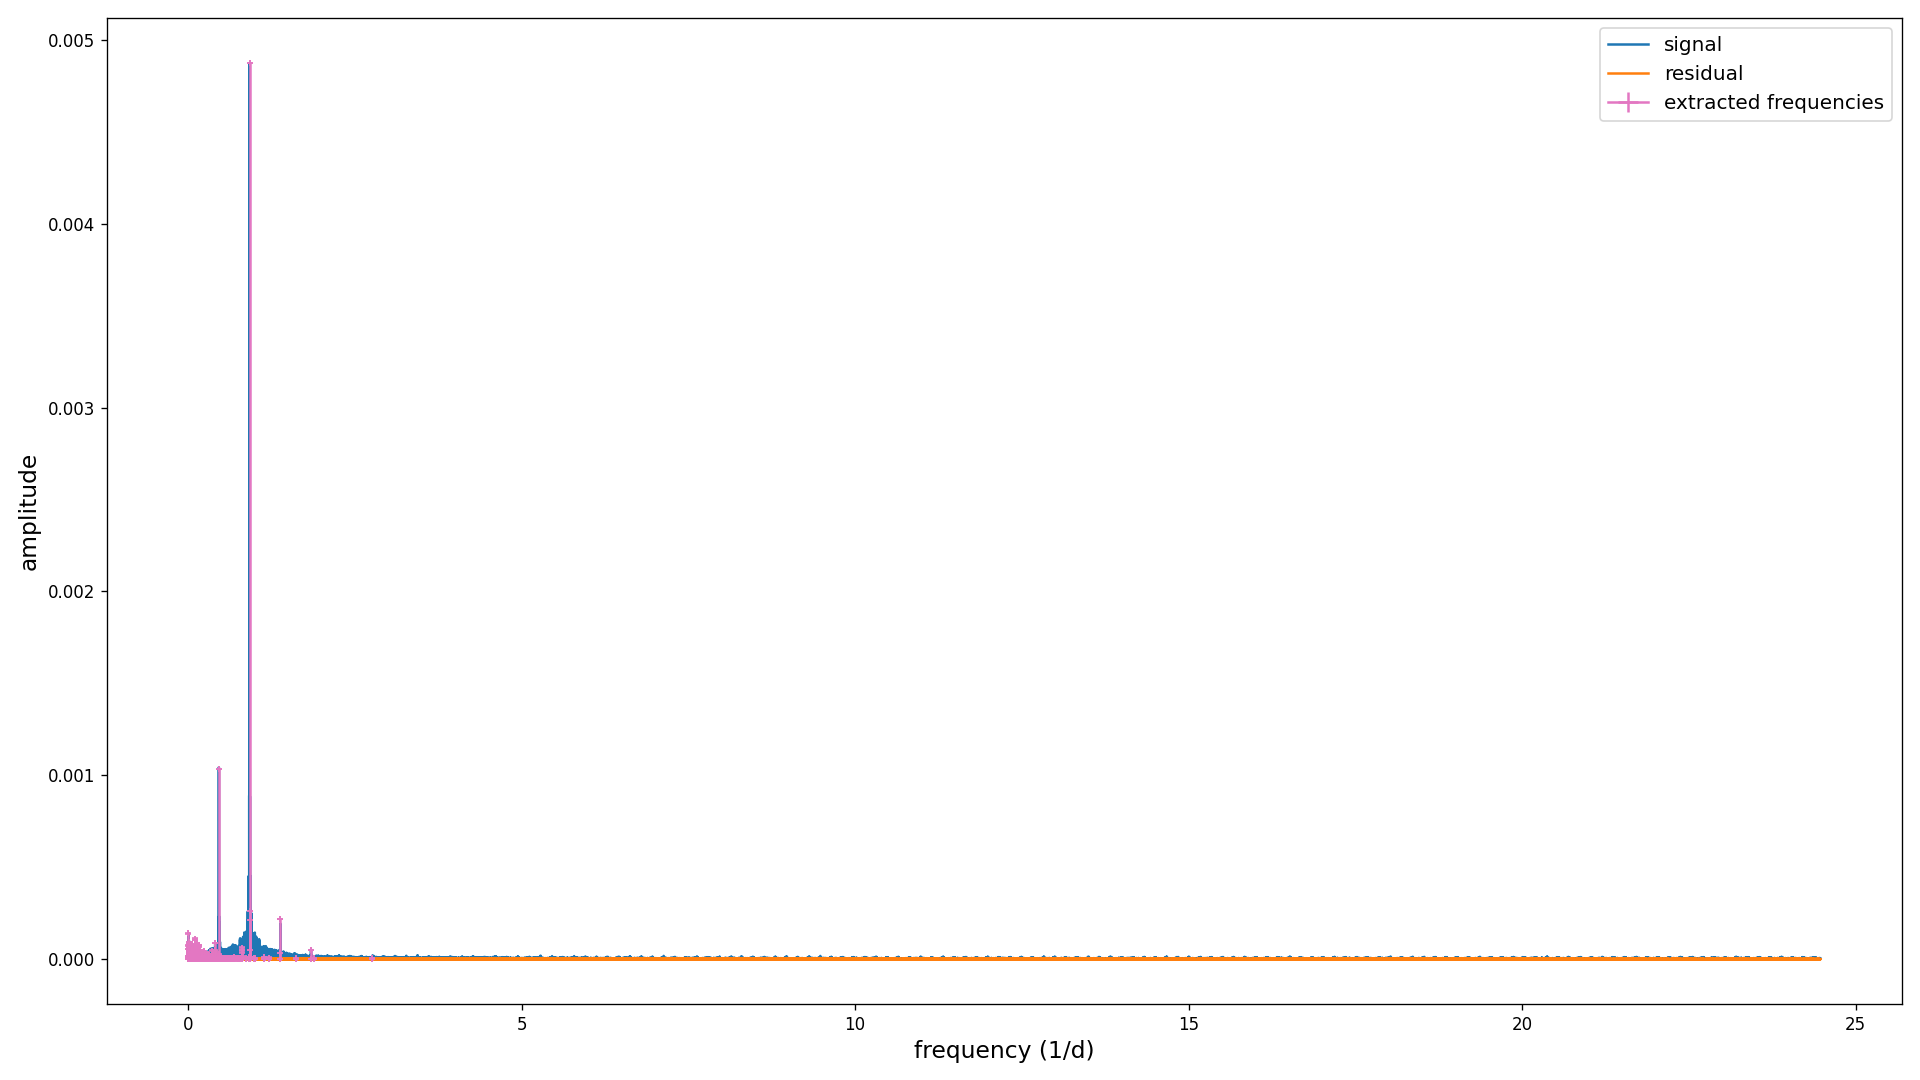 signal
residual
extracted frequencies
0.005
0.004
0.003
0.002
0.001
0.000
amplitude
0 5 10 15 20 25
frequency (1/d)